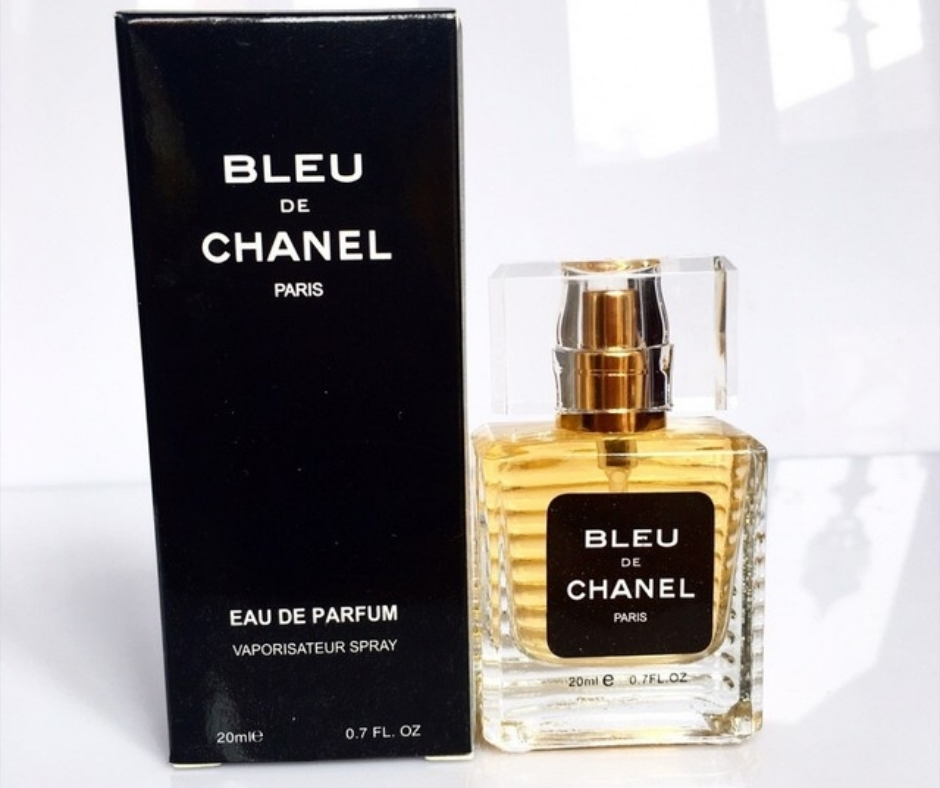 BLEU
DE
CHANEL
PARIS
EAU DE PARFUM
VAPORISATEUR SPRAY
20ml℮ 0.7 FL. OZ
BLEU
DE
CHANEL
PARIS
20ml ℮ 0.7FL.OZ